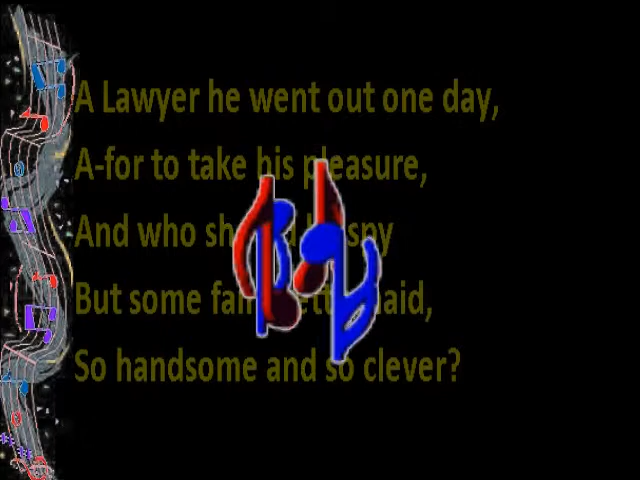 A Lawyer he went out one day,
A-for to take his pleasure,
And who spy
But some fair maid,
So handsome and so clever?